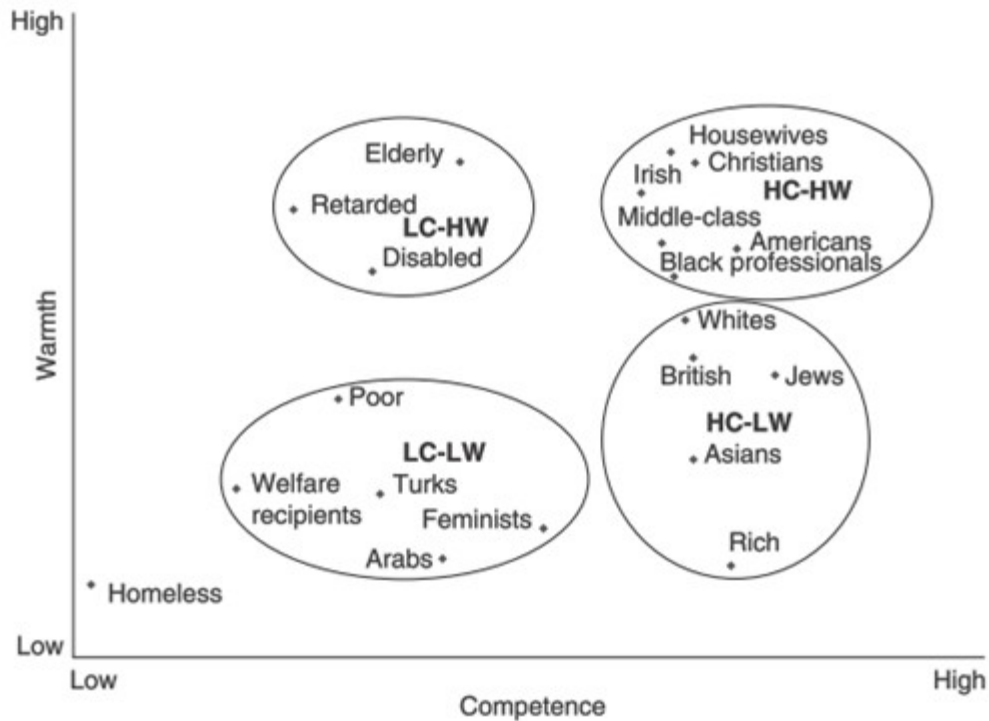 High
Housewives
Elderly
Christians
Irish
HC-HW
Retarded
Middle-class
LC-HW
Americans
Disabled
Black professionals
Whites
Warmth
British
Jews
Poor
HC-LW
LC-LW
Asians
Welfare
recipients
Turks
Feminists
Rich
Arabs
Homeless
Low
Low
High
Competence